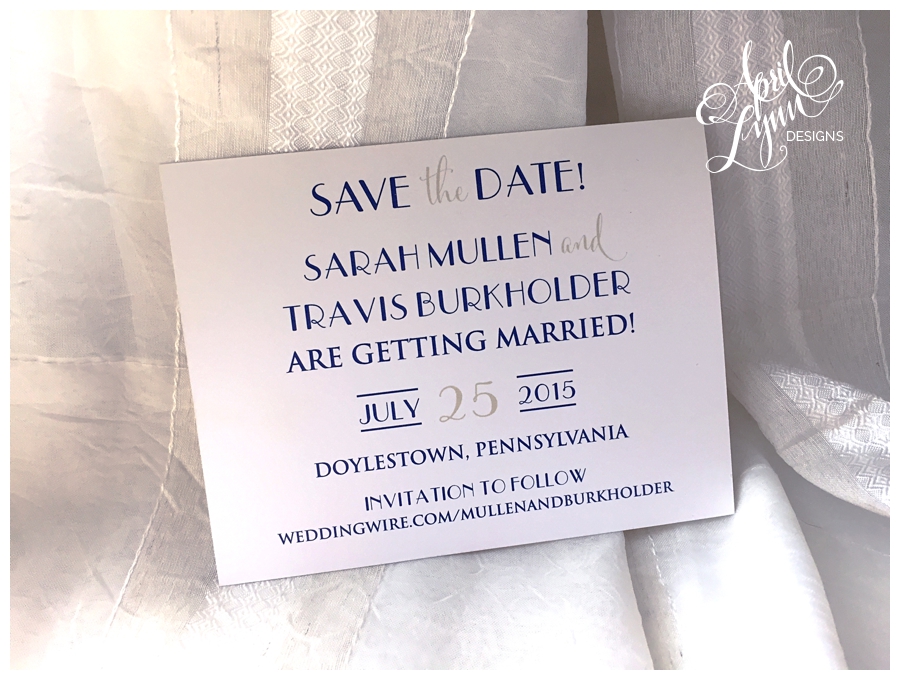 April
Lynn
DESIGNS
SAVE the DATE!
SARAH MULLEN and
TRAVIS BURKHOLDER
ARE GETTING MARRIED!
JULY 25 2015
DOYLESTOWN, PENNSYLVANIA
INVITATION TO FOLLOW
WEDDINGWIRE.COM/MULLENANDBURKHOLDER